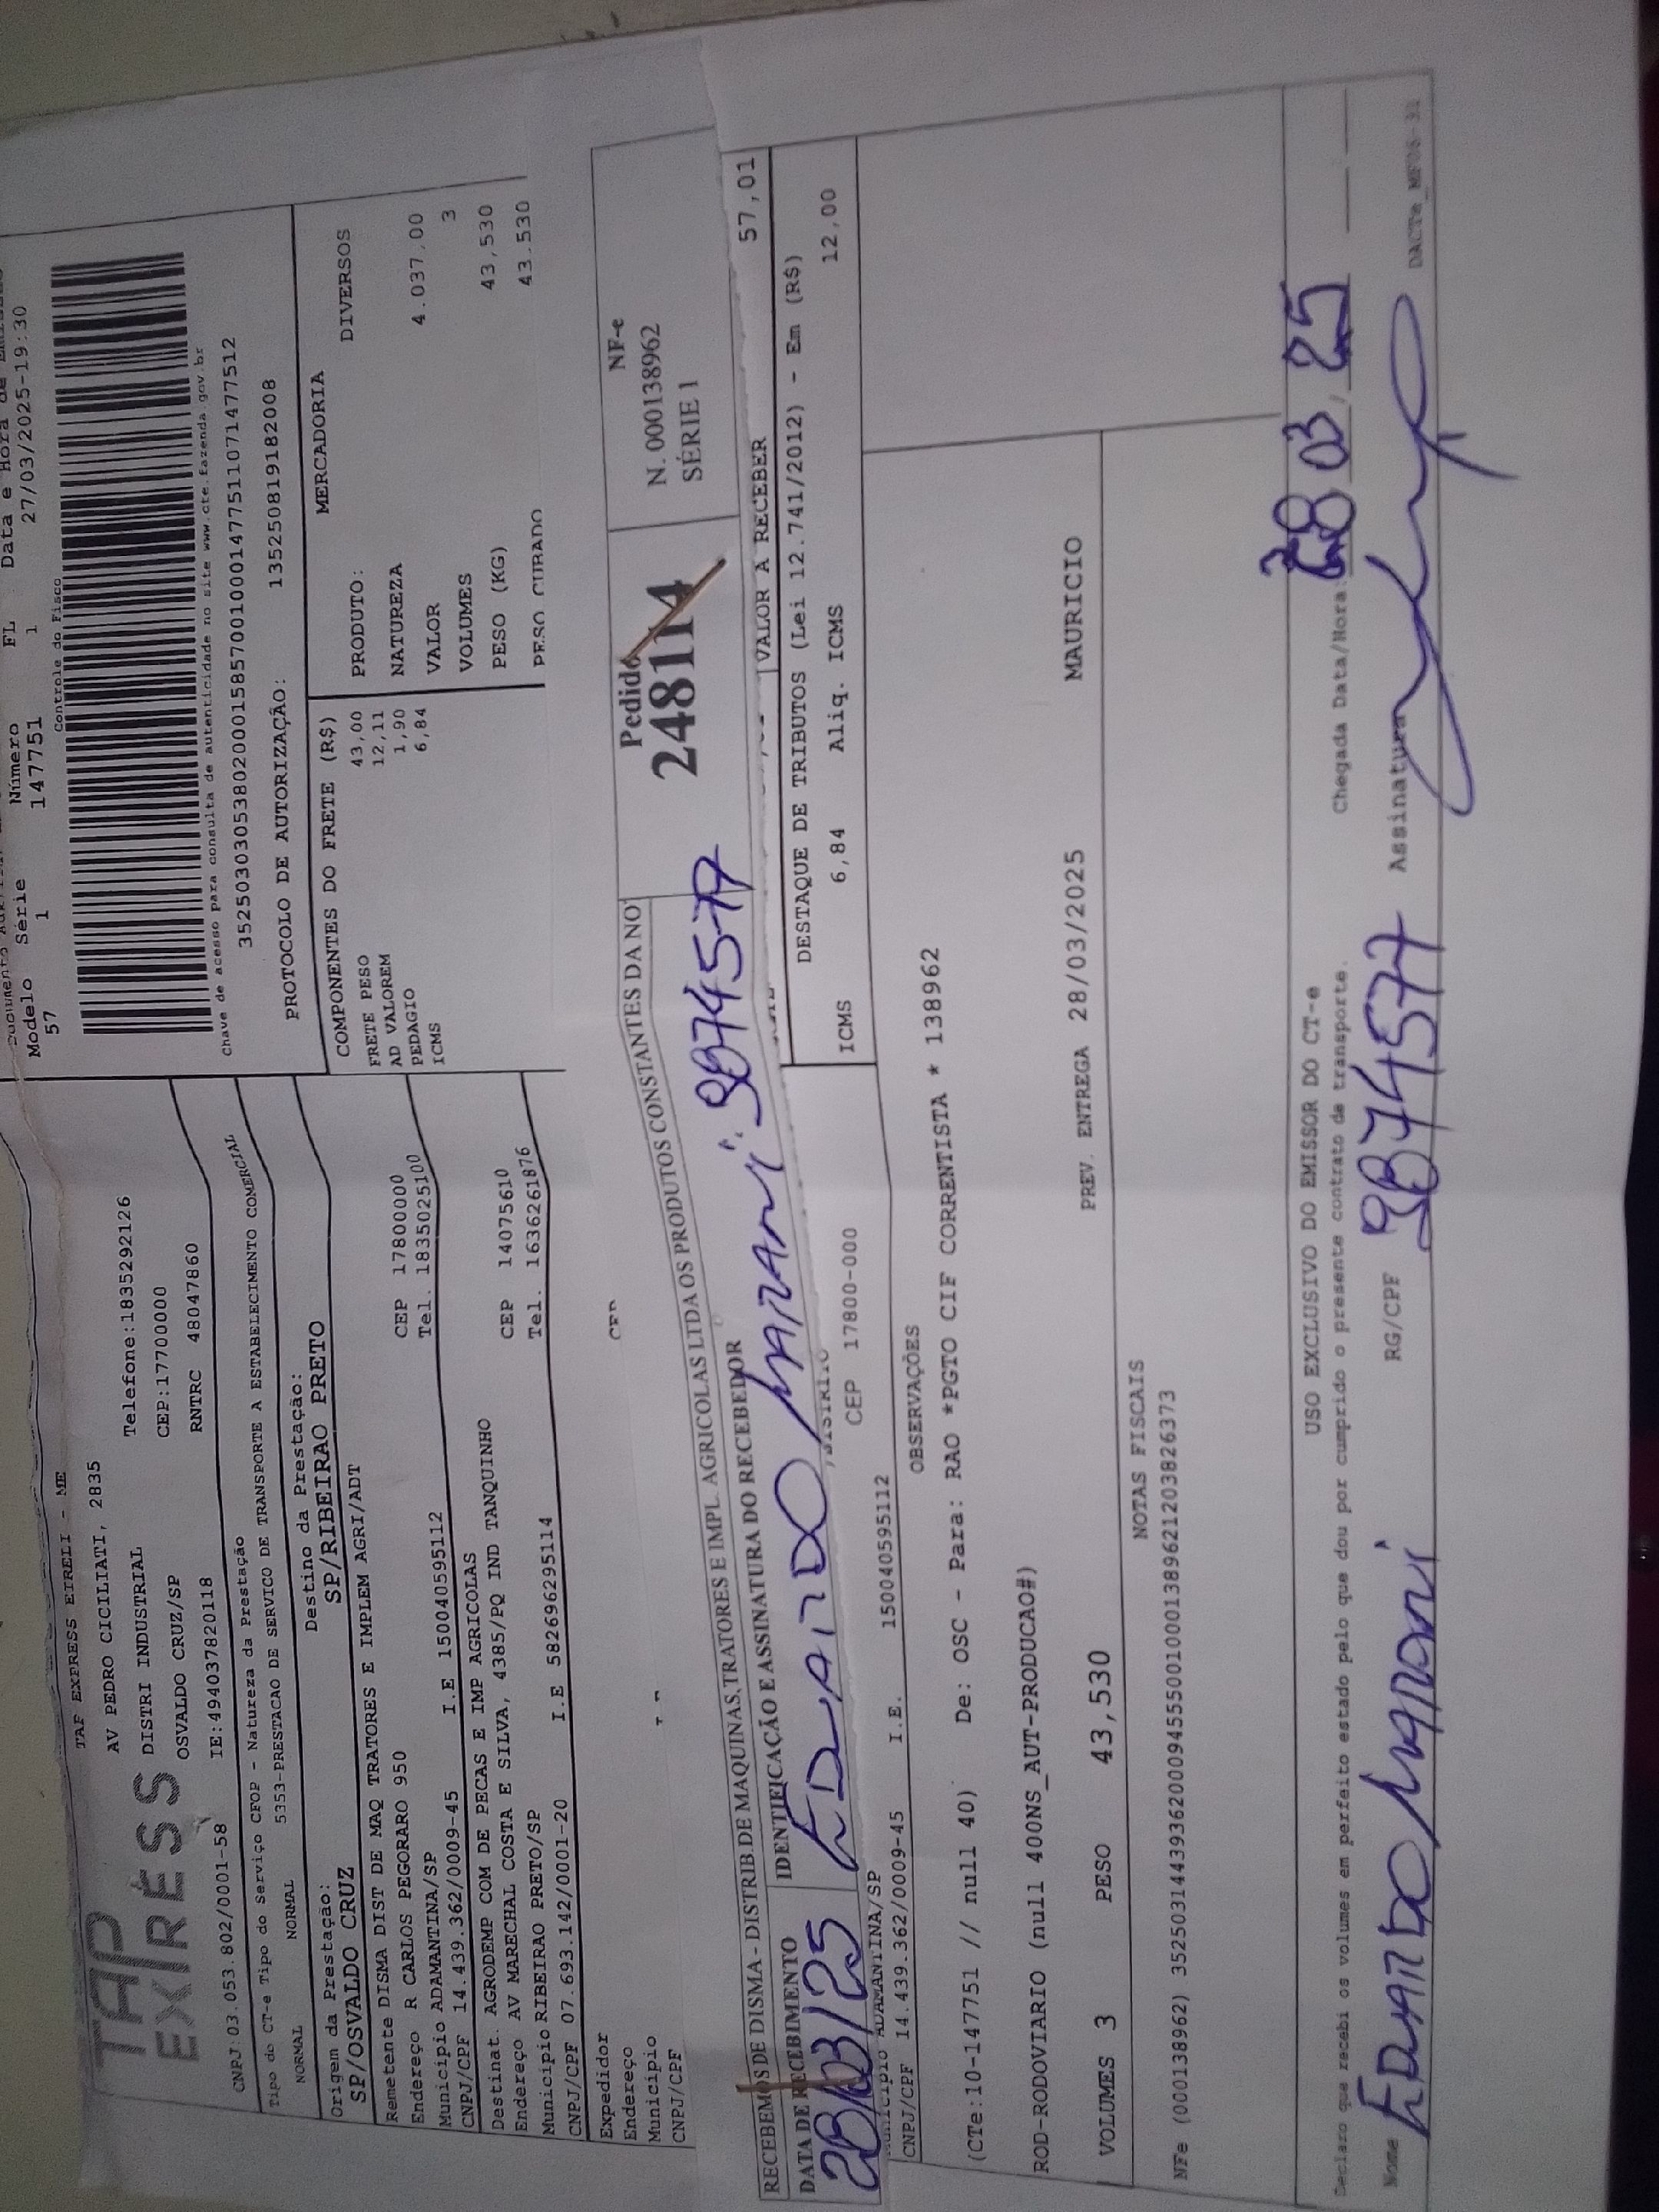 TAP
EXPRÉSS
TAP EXPRESS EIRELI - ME
AV PEDRO CICILIATI, 2835
DISTRI INDUSTRIAL Telefone:1835292126
OSVALDO CRUZ/SP CEP:17700000
CNPJ:03.053.802/0001-58 IE:494037820118 RNTRC 48047860
Tipo do CT-e Tipo do Serviço CFOP - Natureza da Prestação
NORMAL NORMAL 5353-PRESTACAO DE SERVICO DE TRANSPORTE A ESTABELECIMENTO COMERCIAL
Origem da Prestação: Destino da Prestação:
SP/OSVALDO CRUZ SP/RIBEIRAO PRETO
Remetente DISMA DIST DE MAQ TRATORES E IMPLEM AGRI/ADT
Endereço R CARLOS PEGORARO 950 CEP 17800000
Município ADAMANTINA/SP Tel. 1835025100
CNPJ/CPF 14.439.362/0009-45 I.E 150040595112
Destinat. AGRODEMP COM DE PECAS E IMP AGRICOLAS
Endereço AV MARECHAL COSTA E SILVA, 4385/PQ IND TANQUINHO CEP 14075610
Município RIBEIRAO PRETO/SP Tel. 1636261876
CNPJ/CPF 07.693.142/0001-20 I.E 582696295114
Expedidor
Endereço
Município
CNPJ/CPF
Modelo Série Número FL Data e Hora de
57 1 147751 1 27/03/2025-19:30
Controle do Fisco
Chave de acesso para consulta de autenticidade no site www.cte.fazenda.gov.br
35250303053802000158570010001477511071477512
PROTOCOLO DE AUTORIZAÇÃO: 135250819182008
COMPONENTES DO FRETE (R$)
FRETE PESO 43,00
AD VALOREM 12,11
PEDAGIO 1,90
ICMS 6,84
MERCADORIA
PRODUTO: DIVERSOS
NATUREZA
VALOR 4.037,00
VOLUMES 3
PESO (KG) 43,530
PESO CUBADO 43.530
RECEBEMOS DE DISMA - DISTRIB DE MAQUINAS,TRATORES E IMPL. AGRICOLAS LTDA OS PRODUTOS CONSTANTES DA NO
DATA DE RECEBIMENTO IDENTIFICAÇÃO E ASSINATURA DO RECEBEDOR
28/03/25
Pedido
248114
NF-e
N. 000138962
SÉRIE 1
VALOR A RECEBER 57,01
DESTAQUE DE TRIBUTOS (Lei 12.741/2012) - Em (R$)
ICMS 6,84 Aliq. ICMS 12,00
Município ADAMANTINA/SP CEP 17800-000
CNPJ/CPF 14.439.362/0009-45 I.E. 150040595112
OBSERVAÇÕES
(CTe:10-147751 // null 40) De: OSC - Para: RAO *PGTO CIF CORRENTISTA * 138962
ROD-RODOVIARIO (null 400NS_AUT-PRODUCAO#)
VOLUMES 3 PESO 43,530 PREV. ENTREGA 28/03/2025 MAURICIO
NOTAS FISCAIS
NFe (000138962) 35250314439362000945550010001389621203826373
USO EXCLUSIVO DO EMISSOR DO CT-e
Declaro que recebi os volumes em perfeito estado pelo que dou por cumprido o presente contrato de transporte. Chegada Data/Hora: 28/03/25
Nome RG/CPF Assinatura
DACTe_MF06-31